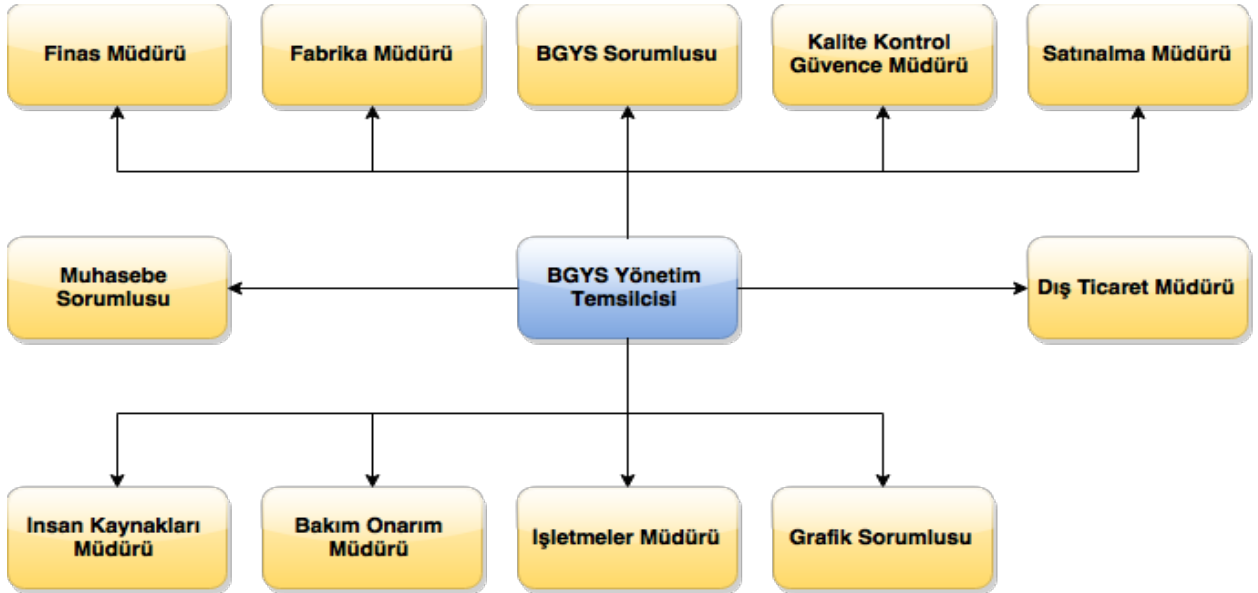 Finas Müdürü
Fabrika Müdürü
BGYS Sorumlusu
Kalite Kontrol
Güvence Müdürü
Satınalma Müdürü
Muhasebe
Sorumlusu
BGYS Yönetim
Temsilcisi
Dış Ticaret Müdürü
Insan Kaynakları
Müdürü
Bakım Onarım
Müdürü
Işletmeler Müdürü
Grafik Sorumlusu